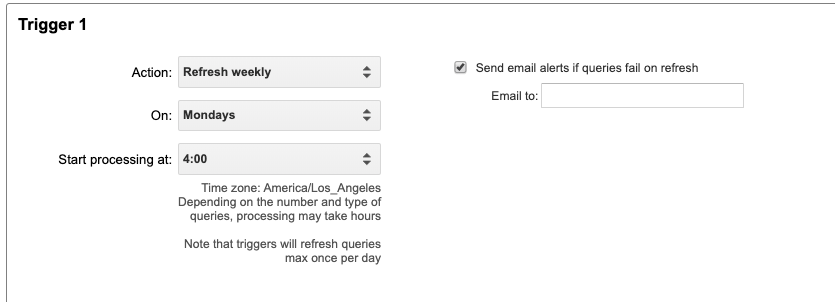 Trigger 1
Action: Refresh weekly
Send email alerts if queries fail on refresh
Email to:
On: Mondays
Start processing at: 4:00
Time zone: America/Los_Angeles
Depending on the number and type of
queries, processing may take hours
Note that triggers will refresh queries
max once per day